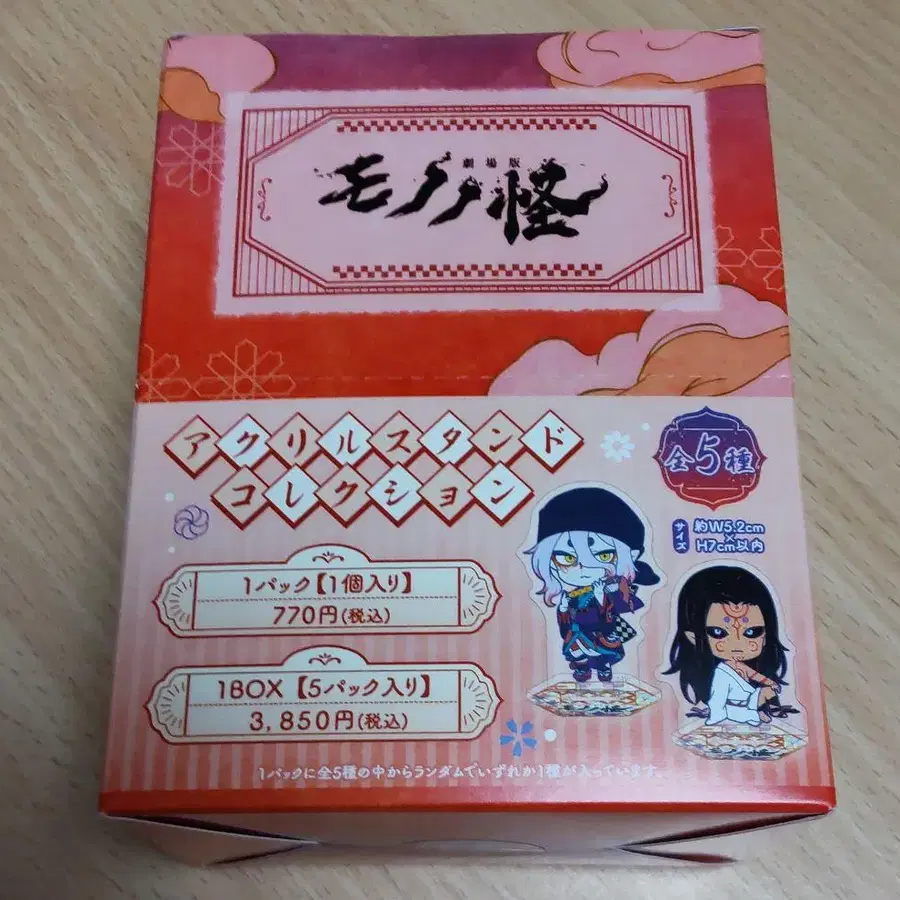 劇場版
モノノ怪
アクリルスタンド
コレクション
全5種
サイズ
約W5.2cm
×
H7cm以内
1パック【1個入り】
770円(税込)
1BOX【5パック入り】
3,850円(税込)
1パックに全5種の中からランダムでいずれか1種が入っています。